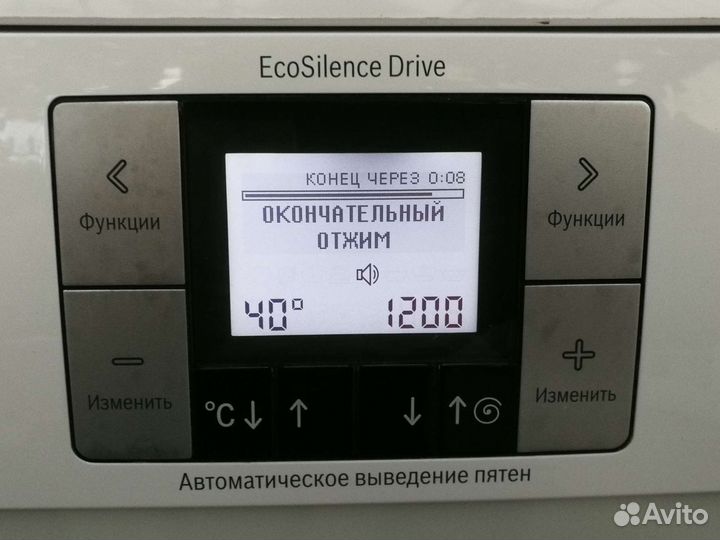 EcoSilence Drive
Функции
КОНЕЦ ЧЕРЕЗ 0:08
ОКОНЧАТЕЛЬНЫЙ
ОТЖИМ
Функции
40° 1200
Изменить
Изменить
°C
Автоматическое выведение пятен
Avito